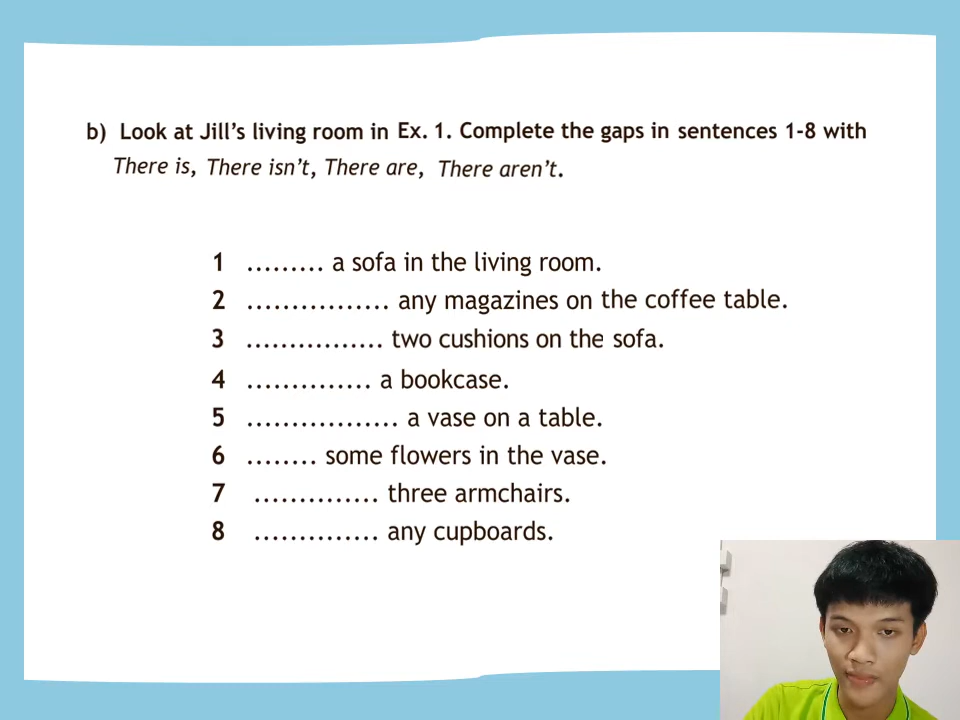 b) Look at Jill's living room in Ex. 1. Complete the gaps in sentences 1-8 with
There is, There isn't, There are, There aren't.
1 ......... a sofa in the living room.
2 ................ any magazines on the coffee table.
3 ............... two cushions on the sofa.
4 .............. a bookcase.
5 ................. a vase on a table.
6 ........ some flowers in the vase.
7 .............. three armchairs.
8 .............. any cupboards.